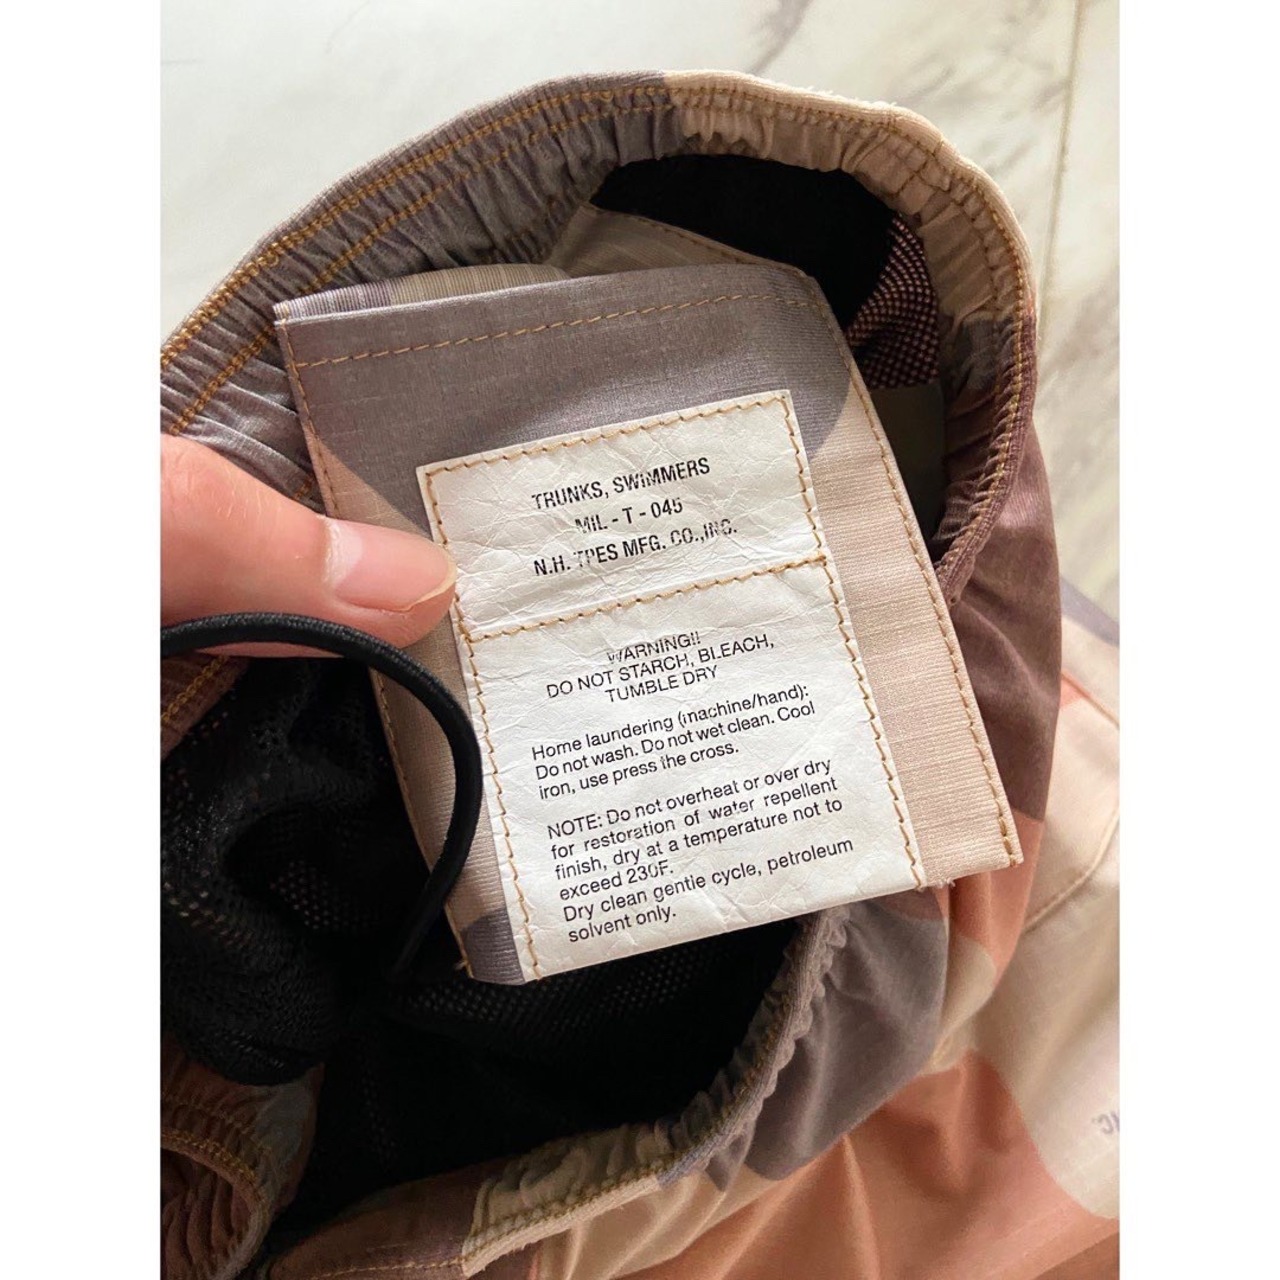 TRUNKS, SWIMMERS
MIL - T - 045
N.H. TPES MFG. CO.,INC.
WARNING!!
DO NOT STARCH, BLEACH,
TUMBLE DRY
Home laundering (machine/hand):
Do not wash. Do not wet clean. Cool
iron, use press the cross.
NOTE: Do not overheat or over dry
for restoration of water repellent
finish, dry at a temperature not to
exceed 230F.
Dry clean gentie cycle, petroleum
solvent only.